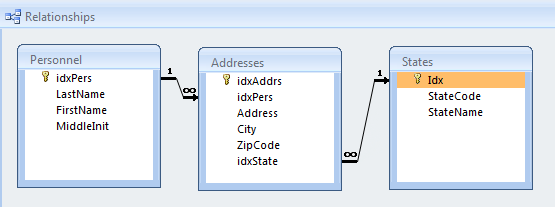 Relationships
Personnel
idxPers
LastName
FirstName
MiddleInit
1
∞
Addresses
idxAddrs
idxPers
Address
City
ZipCode
idxState
∞
1
States
Idx
StateCode
StateName